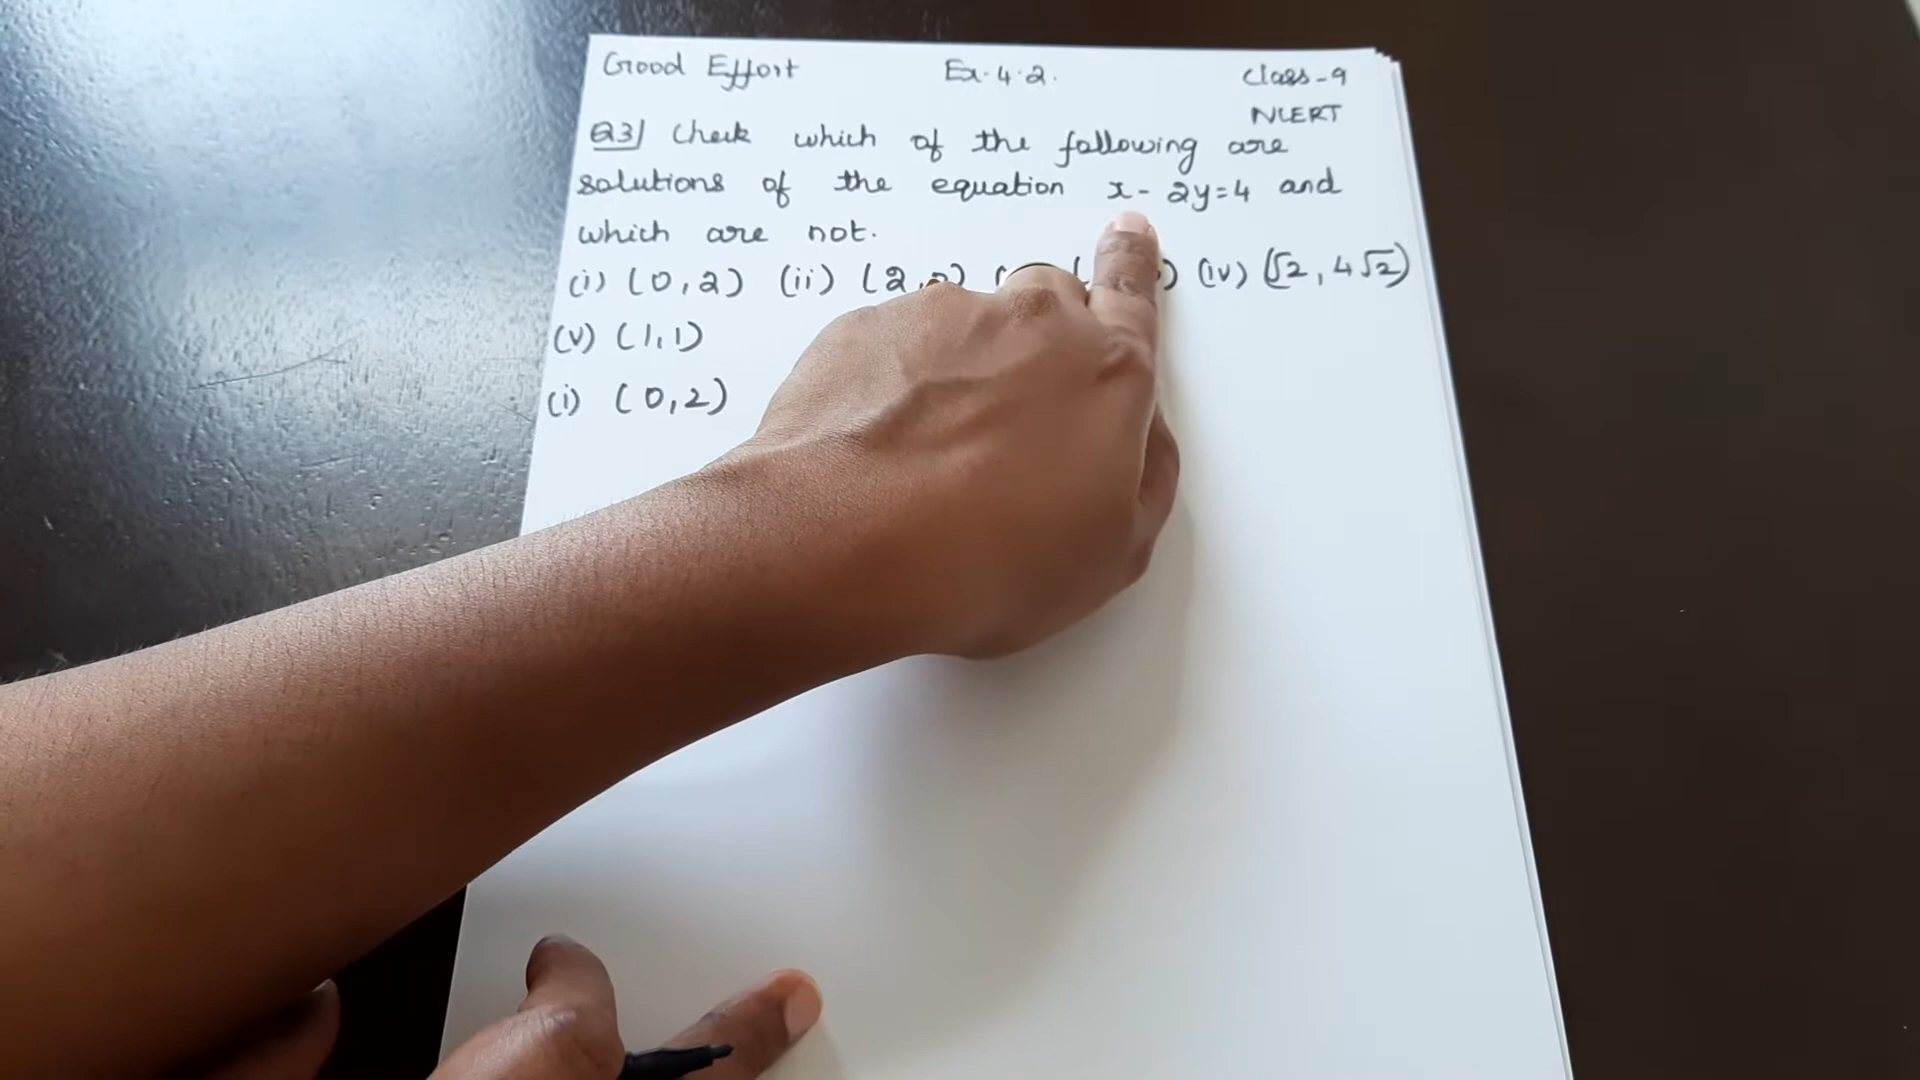 Good Effort Ex. 4.2. Class-9
NCERT
Q3/ Check which of the following are
solutions of the equation x - 2y=4 and
which are not.
(i) (0,2) (ii) (2,0) (iv) (√2, 4√2)
(v) (1,1)
(i) (0,2)